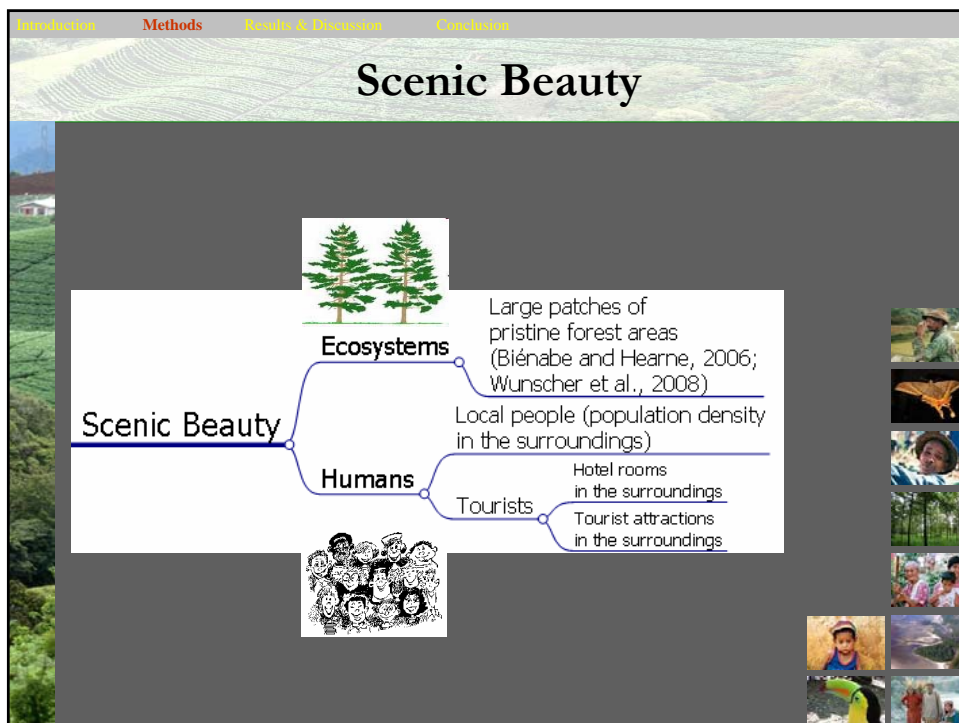 Introduction Methods Results & Discussion Conclusion
Scenic Beauty
Large patches of
pristine forest areas
(Biénabe and Hearne, 2006;
Wunscher et al., 2008)
Ecosystems
Scenic Beauty
Local people (population density
in the surroundings)
Humans
Hotel rooms
in the surroundings
Tourists
Tourist attractions
in the surroundings